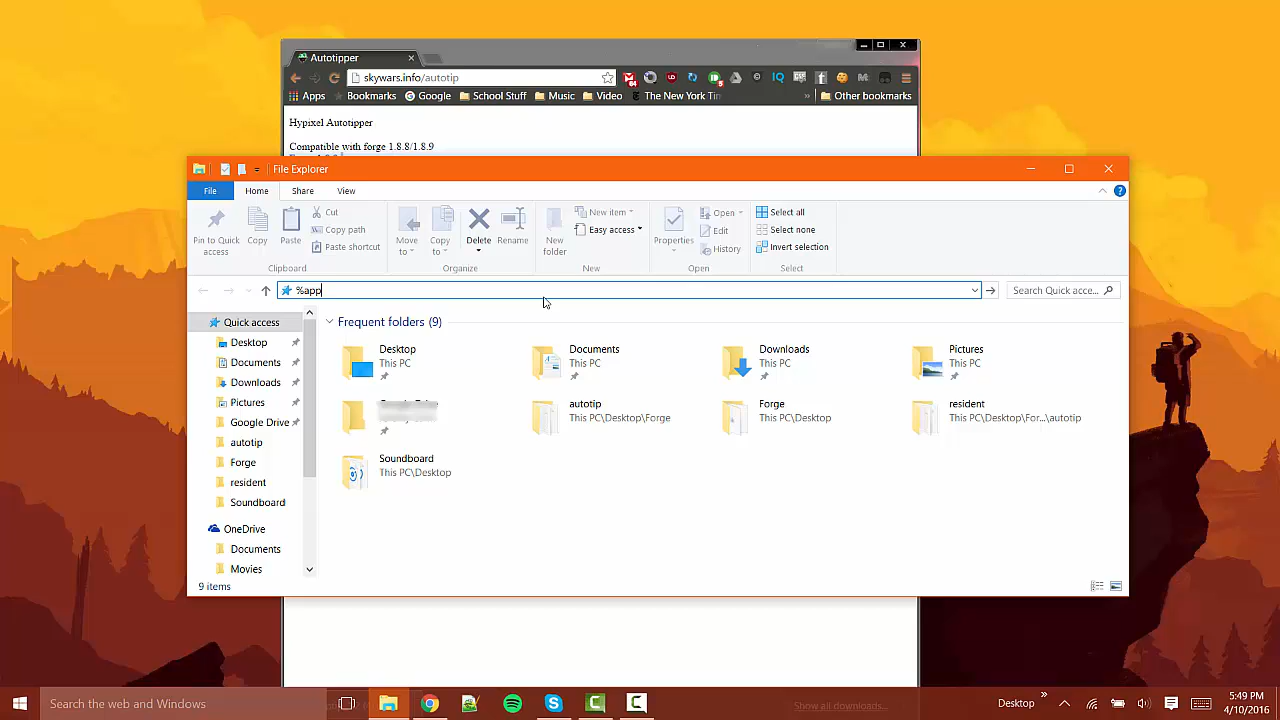 Autotipper
skywars.info/autotip
Apps Bookmarks Google School Stuff Music Video The New York Tim » Other bookmarks
Hypixel Autotipper
Compatible with forge 1.8.8/1.8.9
File Explorer
File Home Share View
Pin to Quick access
Copy
Paste
Cut
Copy path
Paste shortcut
Clipboard
Move to
Copy to
Delete
Rename
Organize
New folder
New item
Easy access
New
Properties
Open
Edit
History
Open
Select all
Select none
Invert selection
Select
%app
Search Quick acce...
Quick access
Desktop
Documents
Downloads
Pictures
Google Drive
autotip
Forge
resident
Soundboard
OneDrive
Documents
Movies
Frequent folders (9)
Desktop
This PC
Documents
This PC
Downloads
This PC
Pictures
This PC
autotip
This PC\Desktop\Forge
Forge
This PC\Desktop
resident
This PC\Desktop\For...\autotip
Soundboard
This PC\Desktop
9 items
Show all downloads...
Search the web and Windows
Desktop »
5:49 PM
4/10/2016